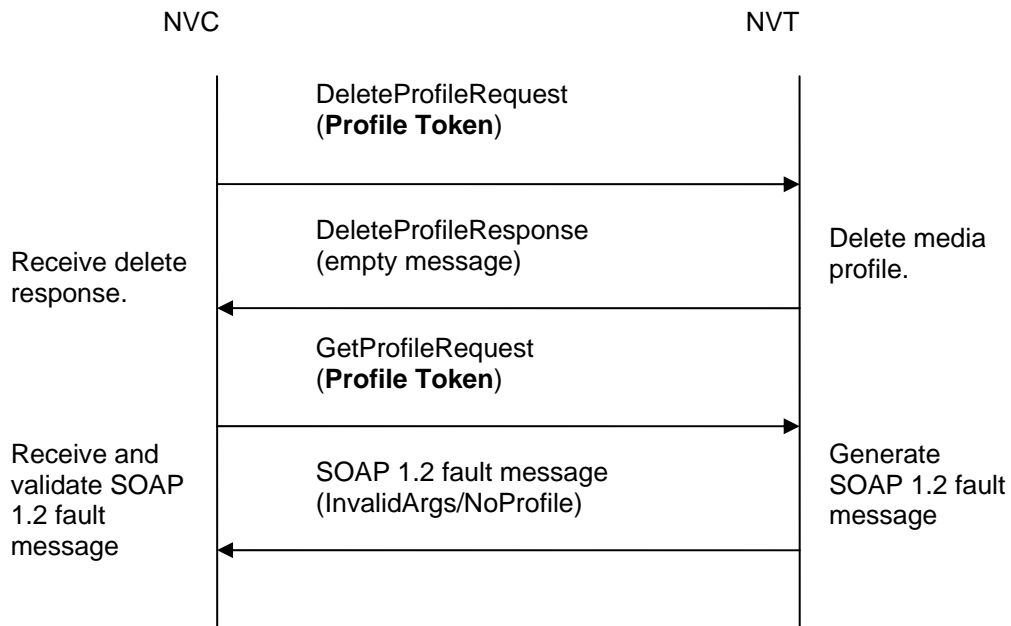 NVC
NVT
DeleteProfileRequest
(Profile Token)
DeleteProfileResponse
(empty message)
Delete media
profile.
Receive delete
response.
GetProfileRequest
(Profile Token)
Receive and
validate SOAP
1.2 fault
message
SOAP 1.2 fault message
(InvalidArgs/NoProfile)
Generate
SOAP 1.2 fault
message